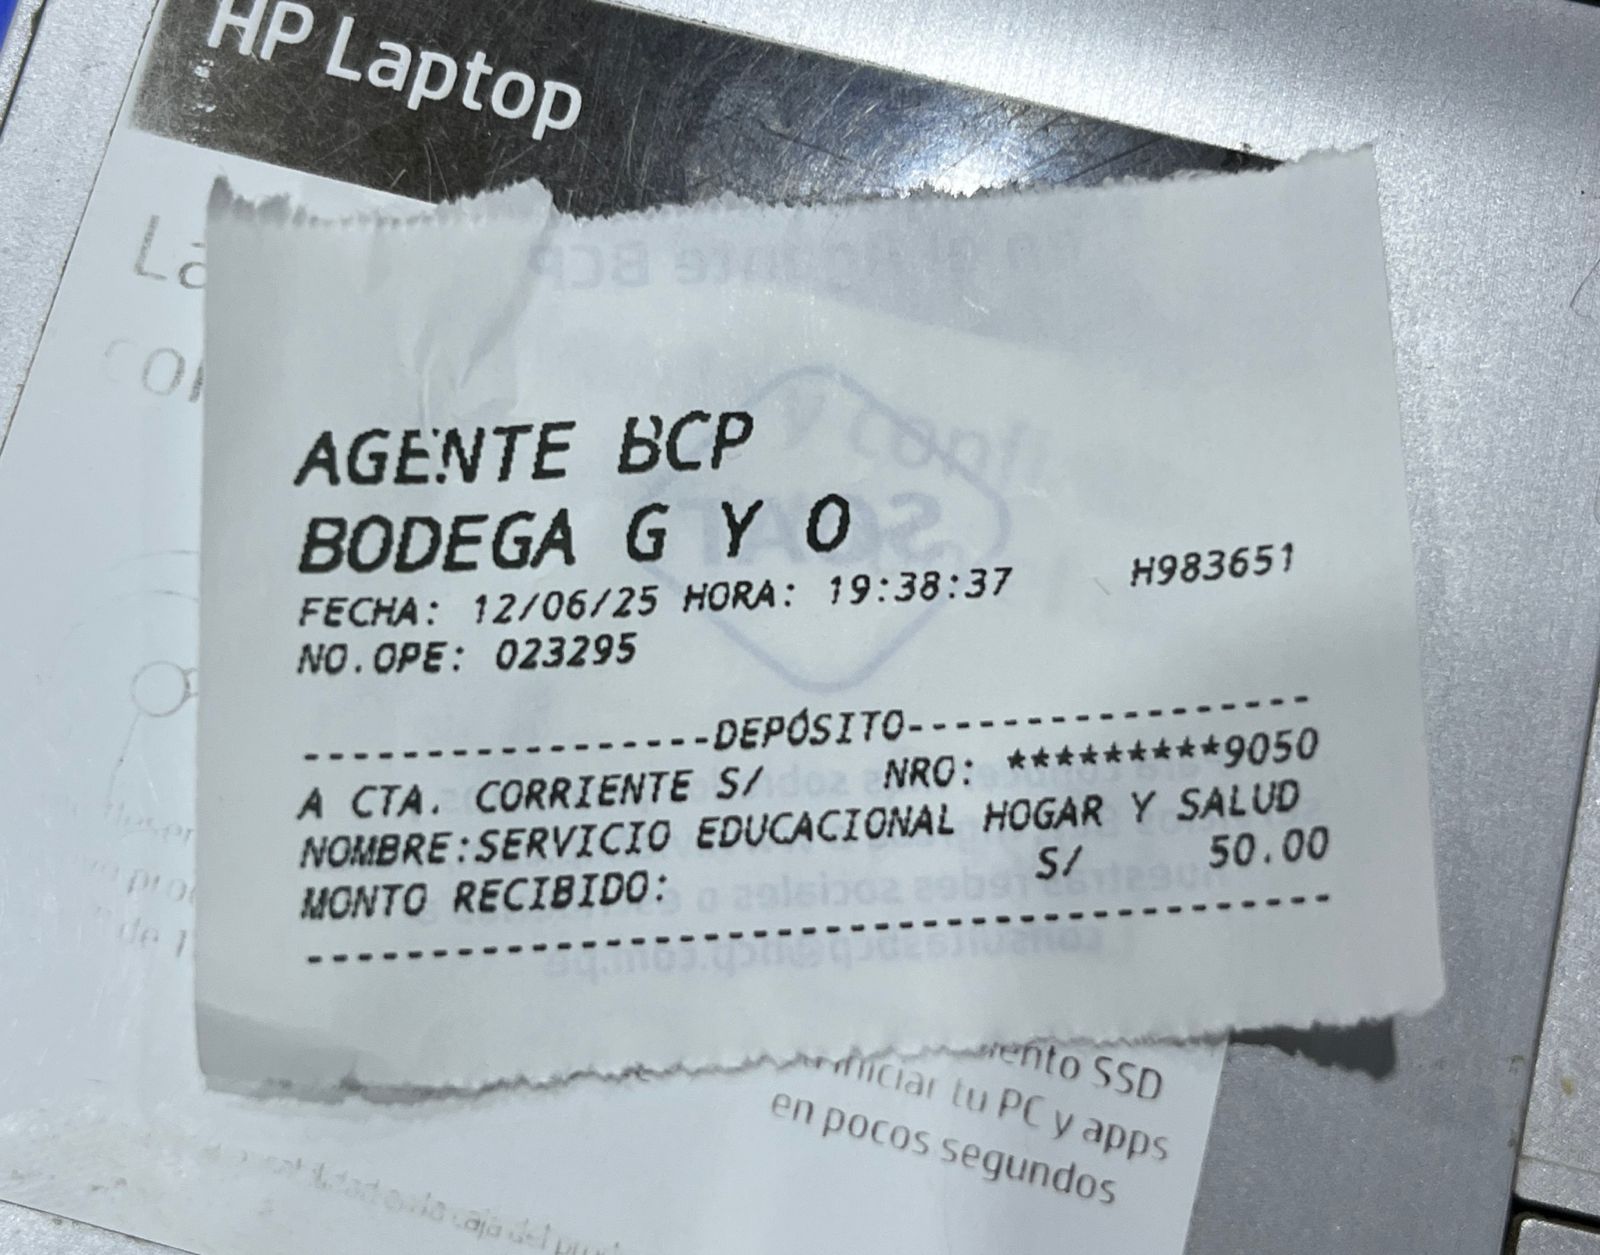 HP Laptop
AGENTE BCP
BODEGA G Y O
FECHA: 12/06/25 HORA: 19:38:37 H983651
NO.OPE: 023295
-----------------DEPÓSITO-----------------
A CTA. CORRIENTE S/ NRO: *********9050
NOMBRE:SERVICIO EDUCACIONAL HOGAR Y SALUD
MONTO RECIBIDO: S/ 50.00
SSD
iniciar tu PC y apps
en pocos segundos